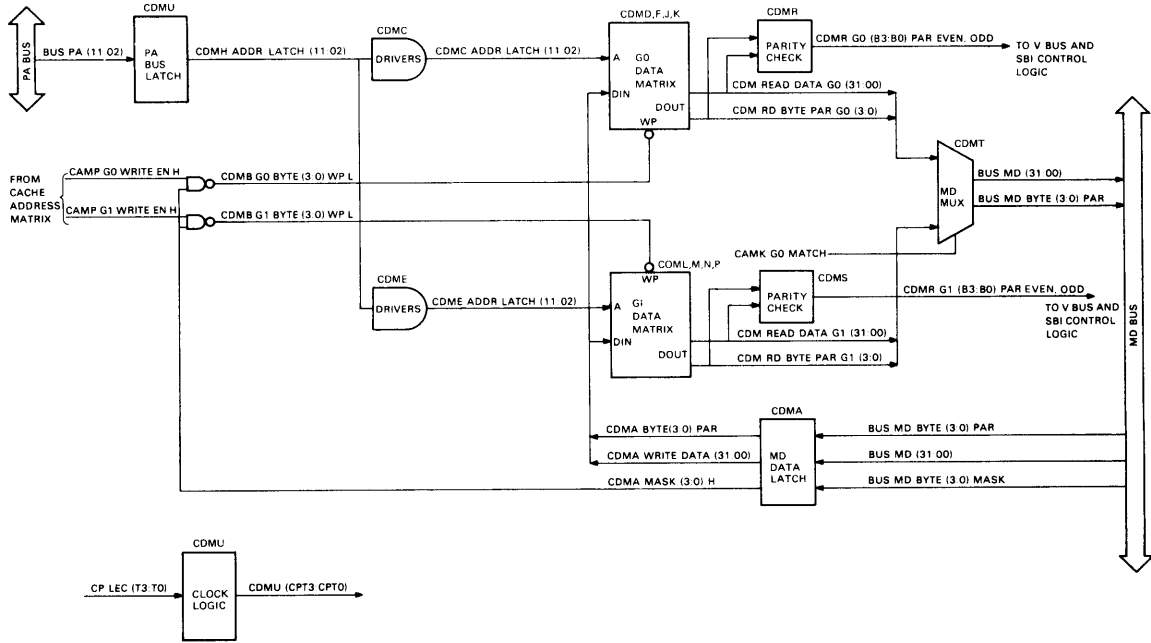 CDMU
PA BUS
BUS PA (11 02)
PA
BUS
LATCH
CDMH ADDR LATCH (11:02)
CDMC
DRIVERS
CDMC ADDR LATCH (11 02)
CDMD,F,J,K
A
G0
DATA
MATRIX
DIN
DOUT
WP
CDMR
PARITY
CHECK
CDMR G0 (B3:B0) PAR EVEN. ODD
TO V BUS AND
SBI CONTROL
LOGIC
CDM READ DATA G0 (31:00)
CDM RD BYTE PAR G0 (3:0)
CDMT
MD
MUX
BUS MD (31:00)
BUS MD BYTE (3:0) PAR
FROM
CACHE
ADDRESS
MATRIX
CAMP G0 WRITE EN H
CDMB G0 BYTE (3:0) WP L
CAMP G1 WRITE EN H
CDMB G1 BYTE (3:0) WP L
CAMK G0 MATCH
CDME
DRIVERS
CDME ADDR LATCH (11:02)
COML,M,N,P
WP
A
GI
DATA
MATRIX
DIN
DOUT
PARITY
CHECK
CDMS
CDMR G1 (B3:B0) PAR EVEN, ODD
TO V BUS AND
SBI CONTROL
LOGIC
CDM READ DATA G1 (31:00)
CDM RD BYTE PAR G1 (3:0)
MD BUS
CDMA
MD
DATA
LATCH
CDMA BYTE(3:0) PAR
BUS MD BYTE (3:0) PAR
CDMA WRITE DATA (31:00)
BUS MD (31:00)
CDMA MASK (3:0) H
BUS MD BYTE (3:0) MASK
CDMU
CP LEC (T3:T0)
CLOCK
LOGIC
CDMU (CPT3:CPT0)